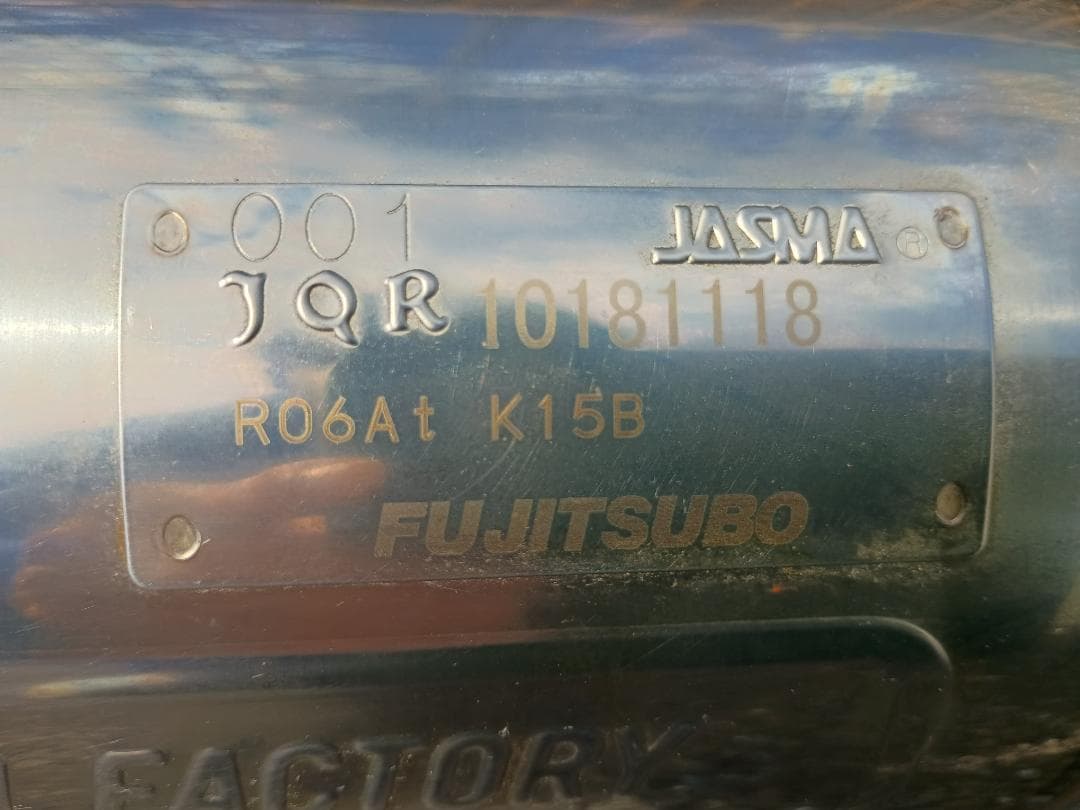 001 JASMA ®
JQR 10181118
R06At K15B
FUJITSUBO
FACTORY